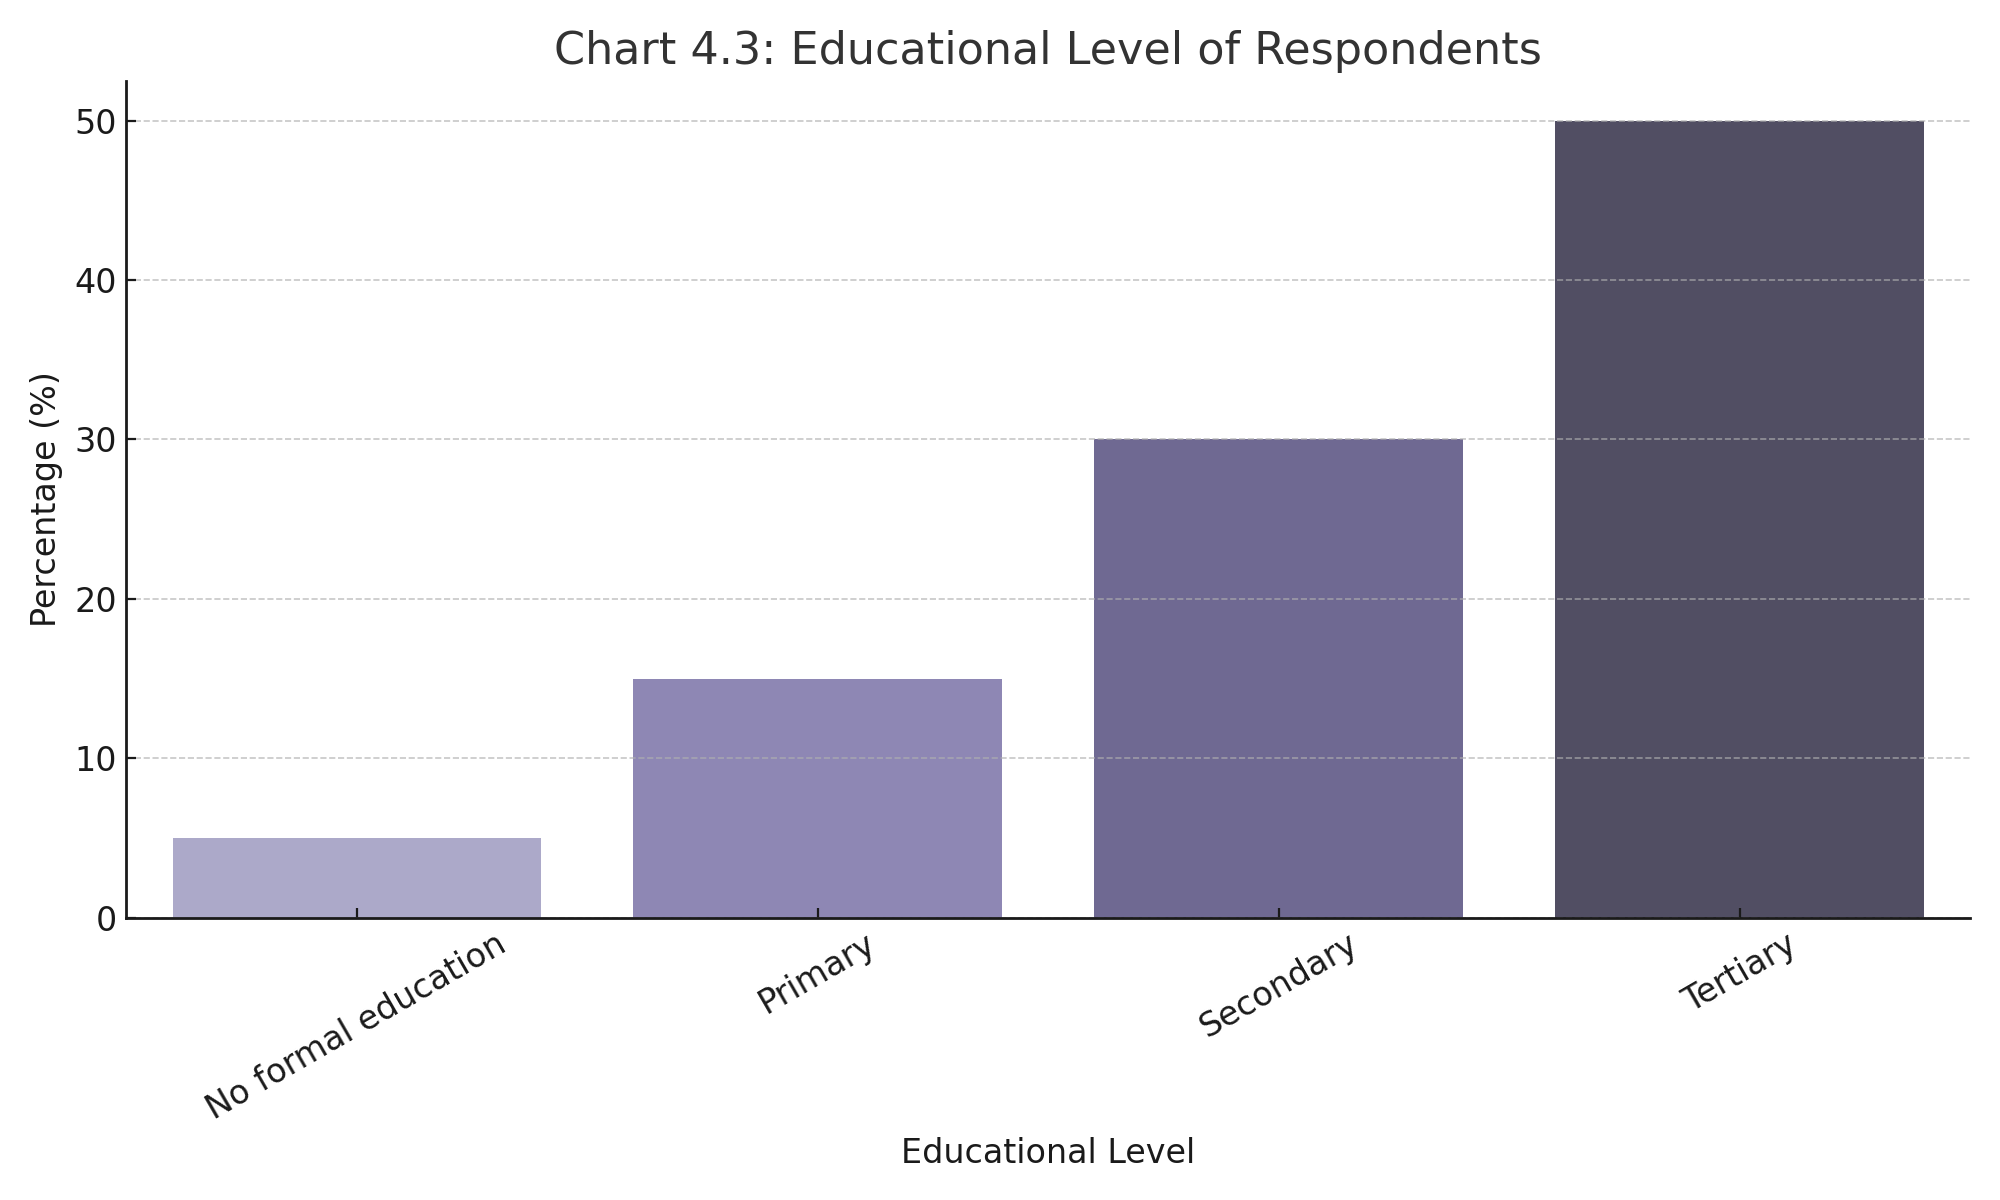 Chart 4.3: Educational Level of Respondents
Percentage (%)
50
40
30
20
10
0
No formal education
Primary
Secondary
Tertiary
Educational Level